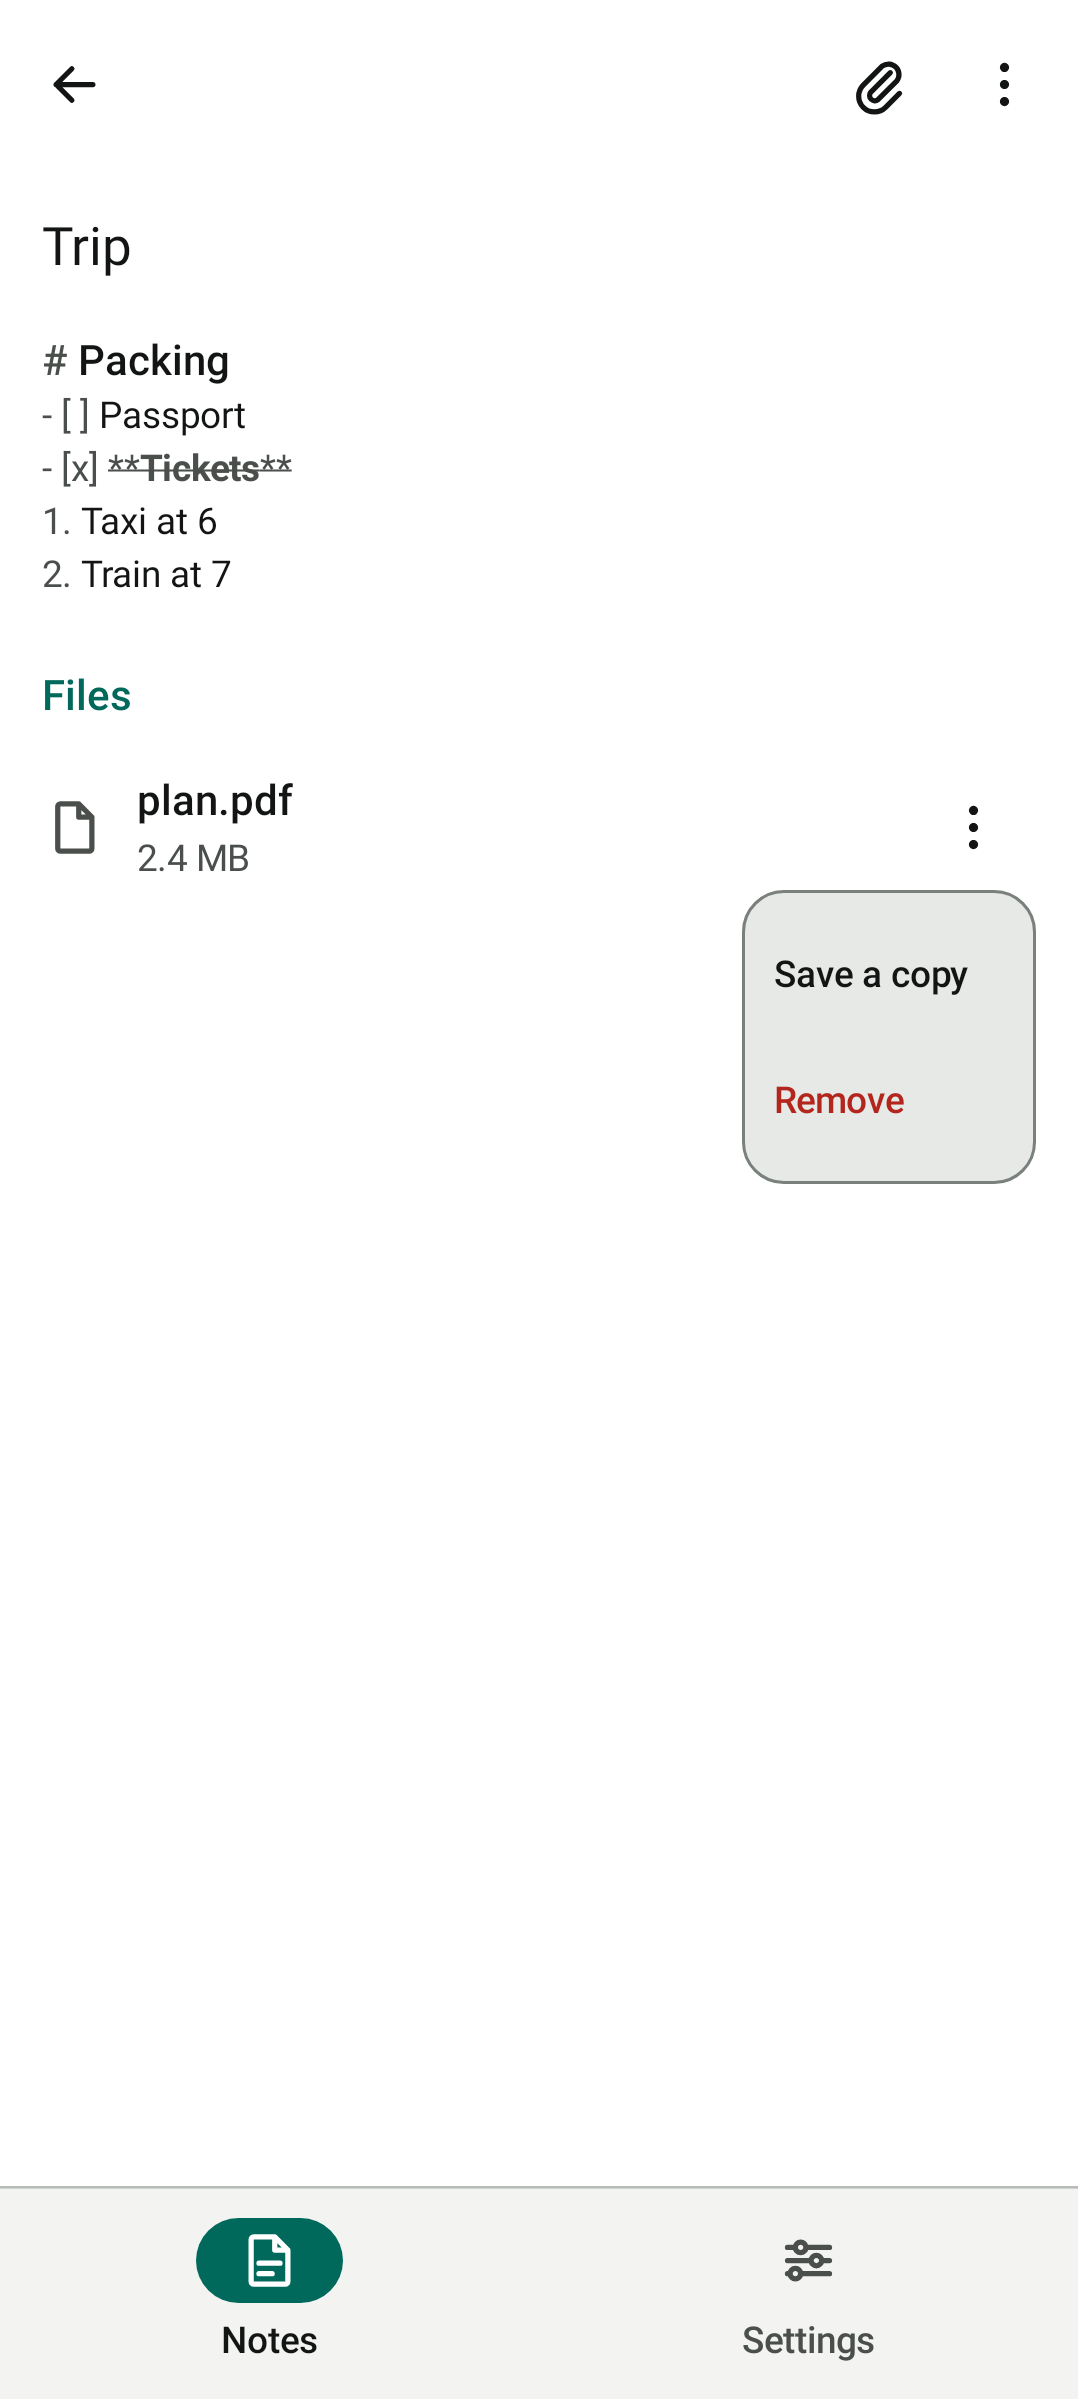 Trip
# Packing
- [ ] Passport
- [x] **Tickets**
1. Taxi at 6
2. Train at 7
Files
plan.pdf
2.4 MB
Save a copy
Remove
Notes
Settings